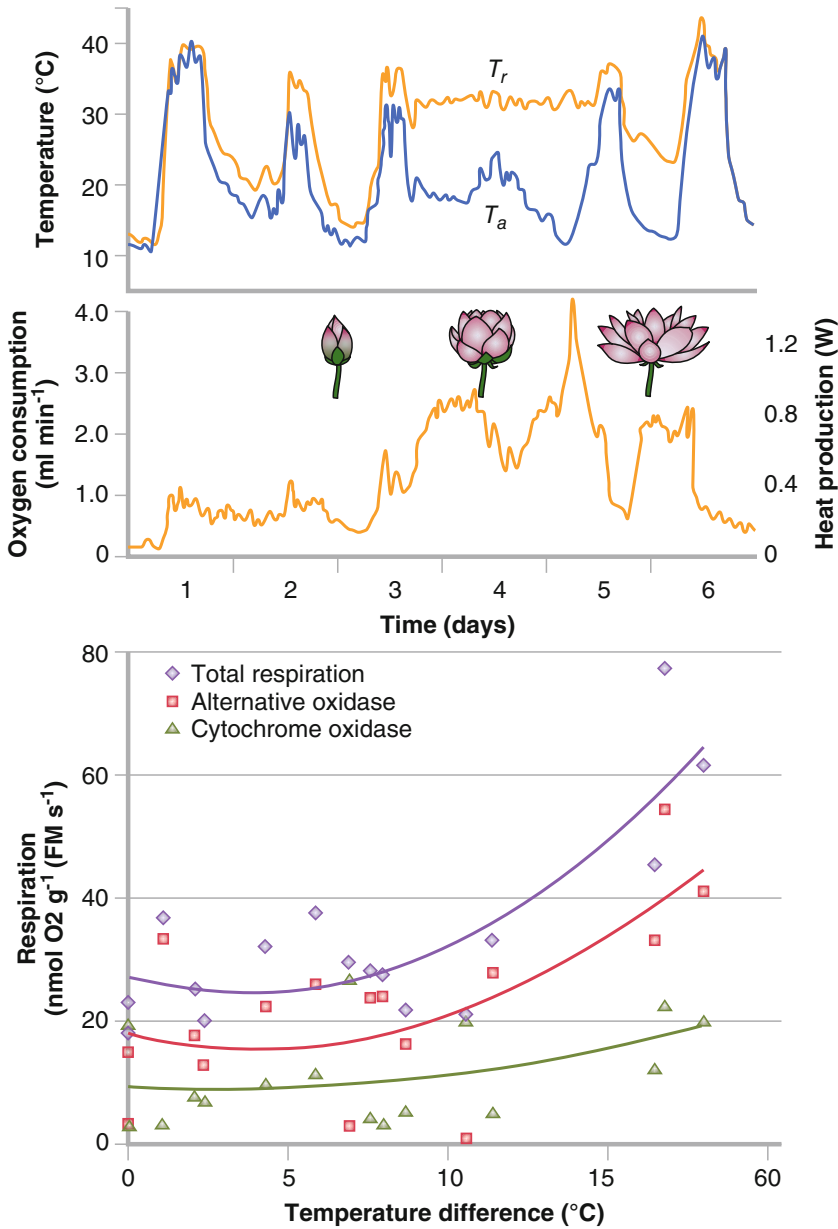 Temperature (°C)
40
30
20
10
Tr
Ta
Oxygen consumption
(ml min-1)
4.0
3.0
2.0
1.0
0
Heat production (W)
1.2
0.8
0.4
0
1 2 3 4 5 6
Time (days)
Respiration
(nmol O2 g-1 (FM s-1)
80
60
40
20
0
Total respiration
Alternative oxidase
Cytochrome oxidase
0 5 10 15 60
Temperature difference (°C)